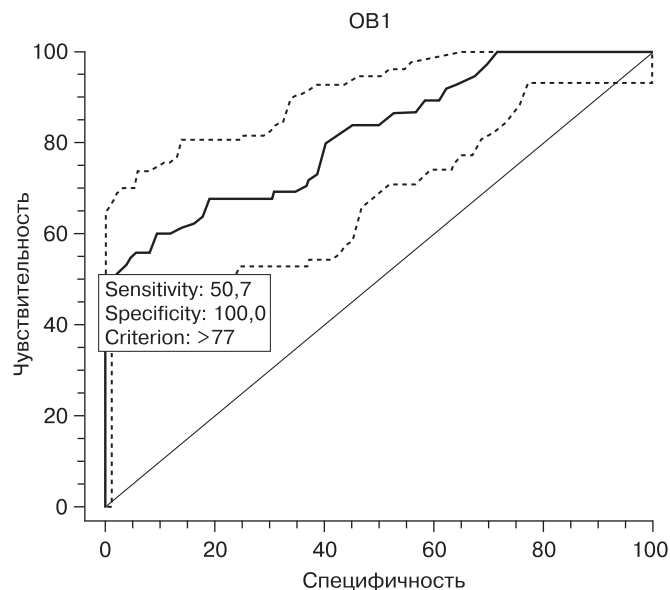 ОВ1
100
80
60
40
20
0
Чувствительность
Sensitivity: 50,7
Specificity: 100,0
Criterion: >77
0 20 40 60 80 100
Специфичность